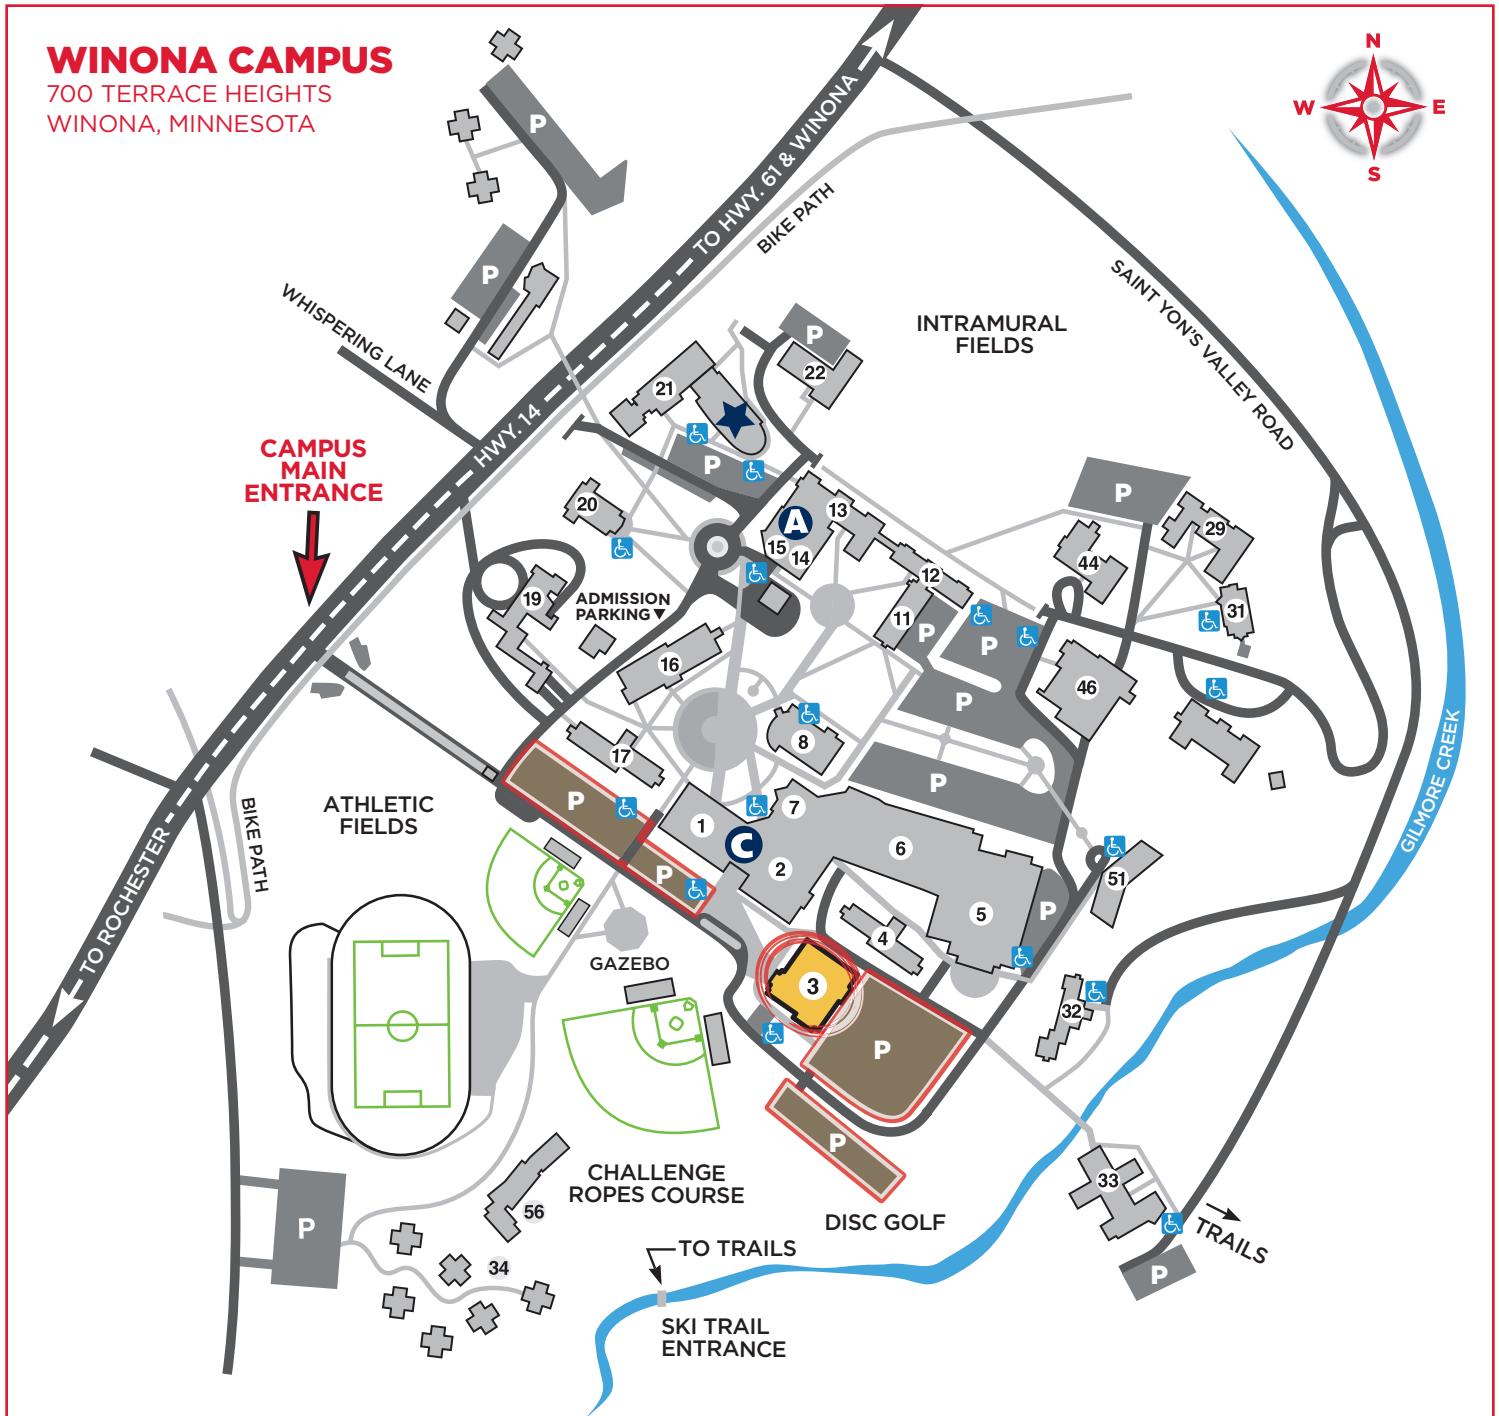 WINONA CAMPUS
700 TERRACE HEIGHTS
WINONA, MINNESOTA
N
W
E
S
P
TO HWY. 61 & WINONA
BIKE PATH
P
WHISPERING LANE
SAINT YON'S VALLEY ROAD
INTRAMURAL
FIELDS
P
22
21
HWY. 14
CAMPUS
MAIN
ENTRANCE
P
P
20
A
13
15
14
29
44
12
19
ADMISSION
PARKING
11
P
P
31
16
46
P
8
17
P
P
GILMORE CREEK
ATHLETIC
FIELDS
BIKE PATH
1
7
C
2
6
P
51
TO ROCHESTER
5
P
4
GAZEBO
3
32
P
P
CHALLENGE
ROPES COURSE
33
56
DISC GOLF
P
TRAILS
TO TRAILS
34
P
SKI TRAIL
ENTRANCE